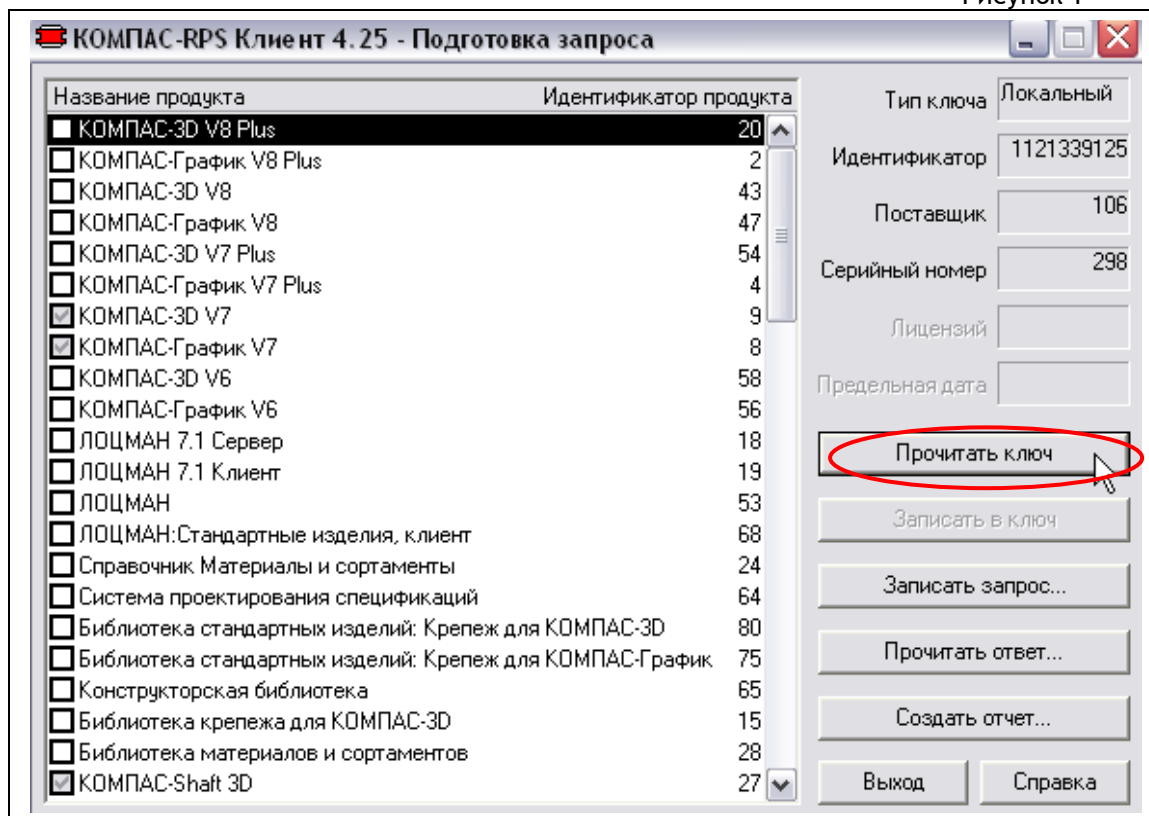 КОМПАС-RPS Клиент 4.25 - Подготовка запроса
Название продукта Идентификатор продукта
КОМПАС-3D V8 Plus 20
КОМПАС-График V8 Plus 2
КОМПАС-3D V8 43
КОМПАС-График V8 47
КОМПАС-3D V7 Plus 54
КОМПАС-График V7 Plus 4
КОМПАС-3D V7 9
КОМПАС-График V7 8
КОМПАС-3D V6 58
КОМПАС-График V6 56
ЛОЦМАН 7.1 Сервер 18
ЛОЦМАН 7.1 Клиент 19
ЛОЦМАН 53
ЛОЦМАН:Стандартные изделия, клиент 68
Справочник Материалы и сортаменты 24
Система проектирования спецификаций 64
Библиотека стандартных изделий: Крепеж для КОМПАС-3D 80
Библиотека стандартных изделий: Крепеж для КОМПАС-График 75
Конструкторская библиотека 65
Библиотека крепежа для КОМПАС-3D 15
Библиотека материалов и сортаментов 28
КОМПАС-Shaft 3D 27
Тип ключа Локальный
Идентификатор 1121339125
Поставщик 106
Серийный номер 298
Лицензий
Предельная дата
Прочитать ключ
Записать в ключ
Записать запрос...
Прочитать ответ...
Создать отчет...
Выход Справка